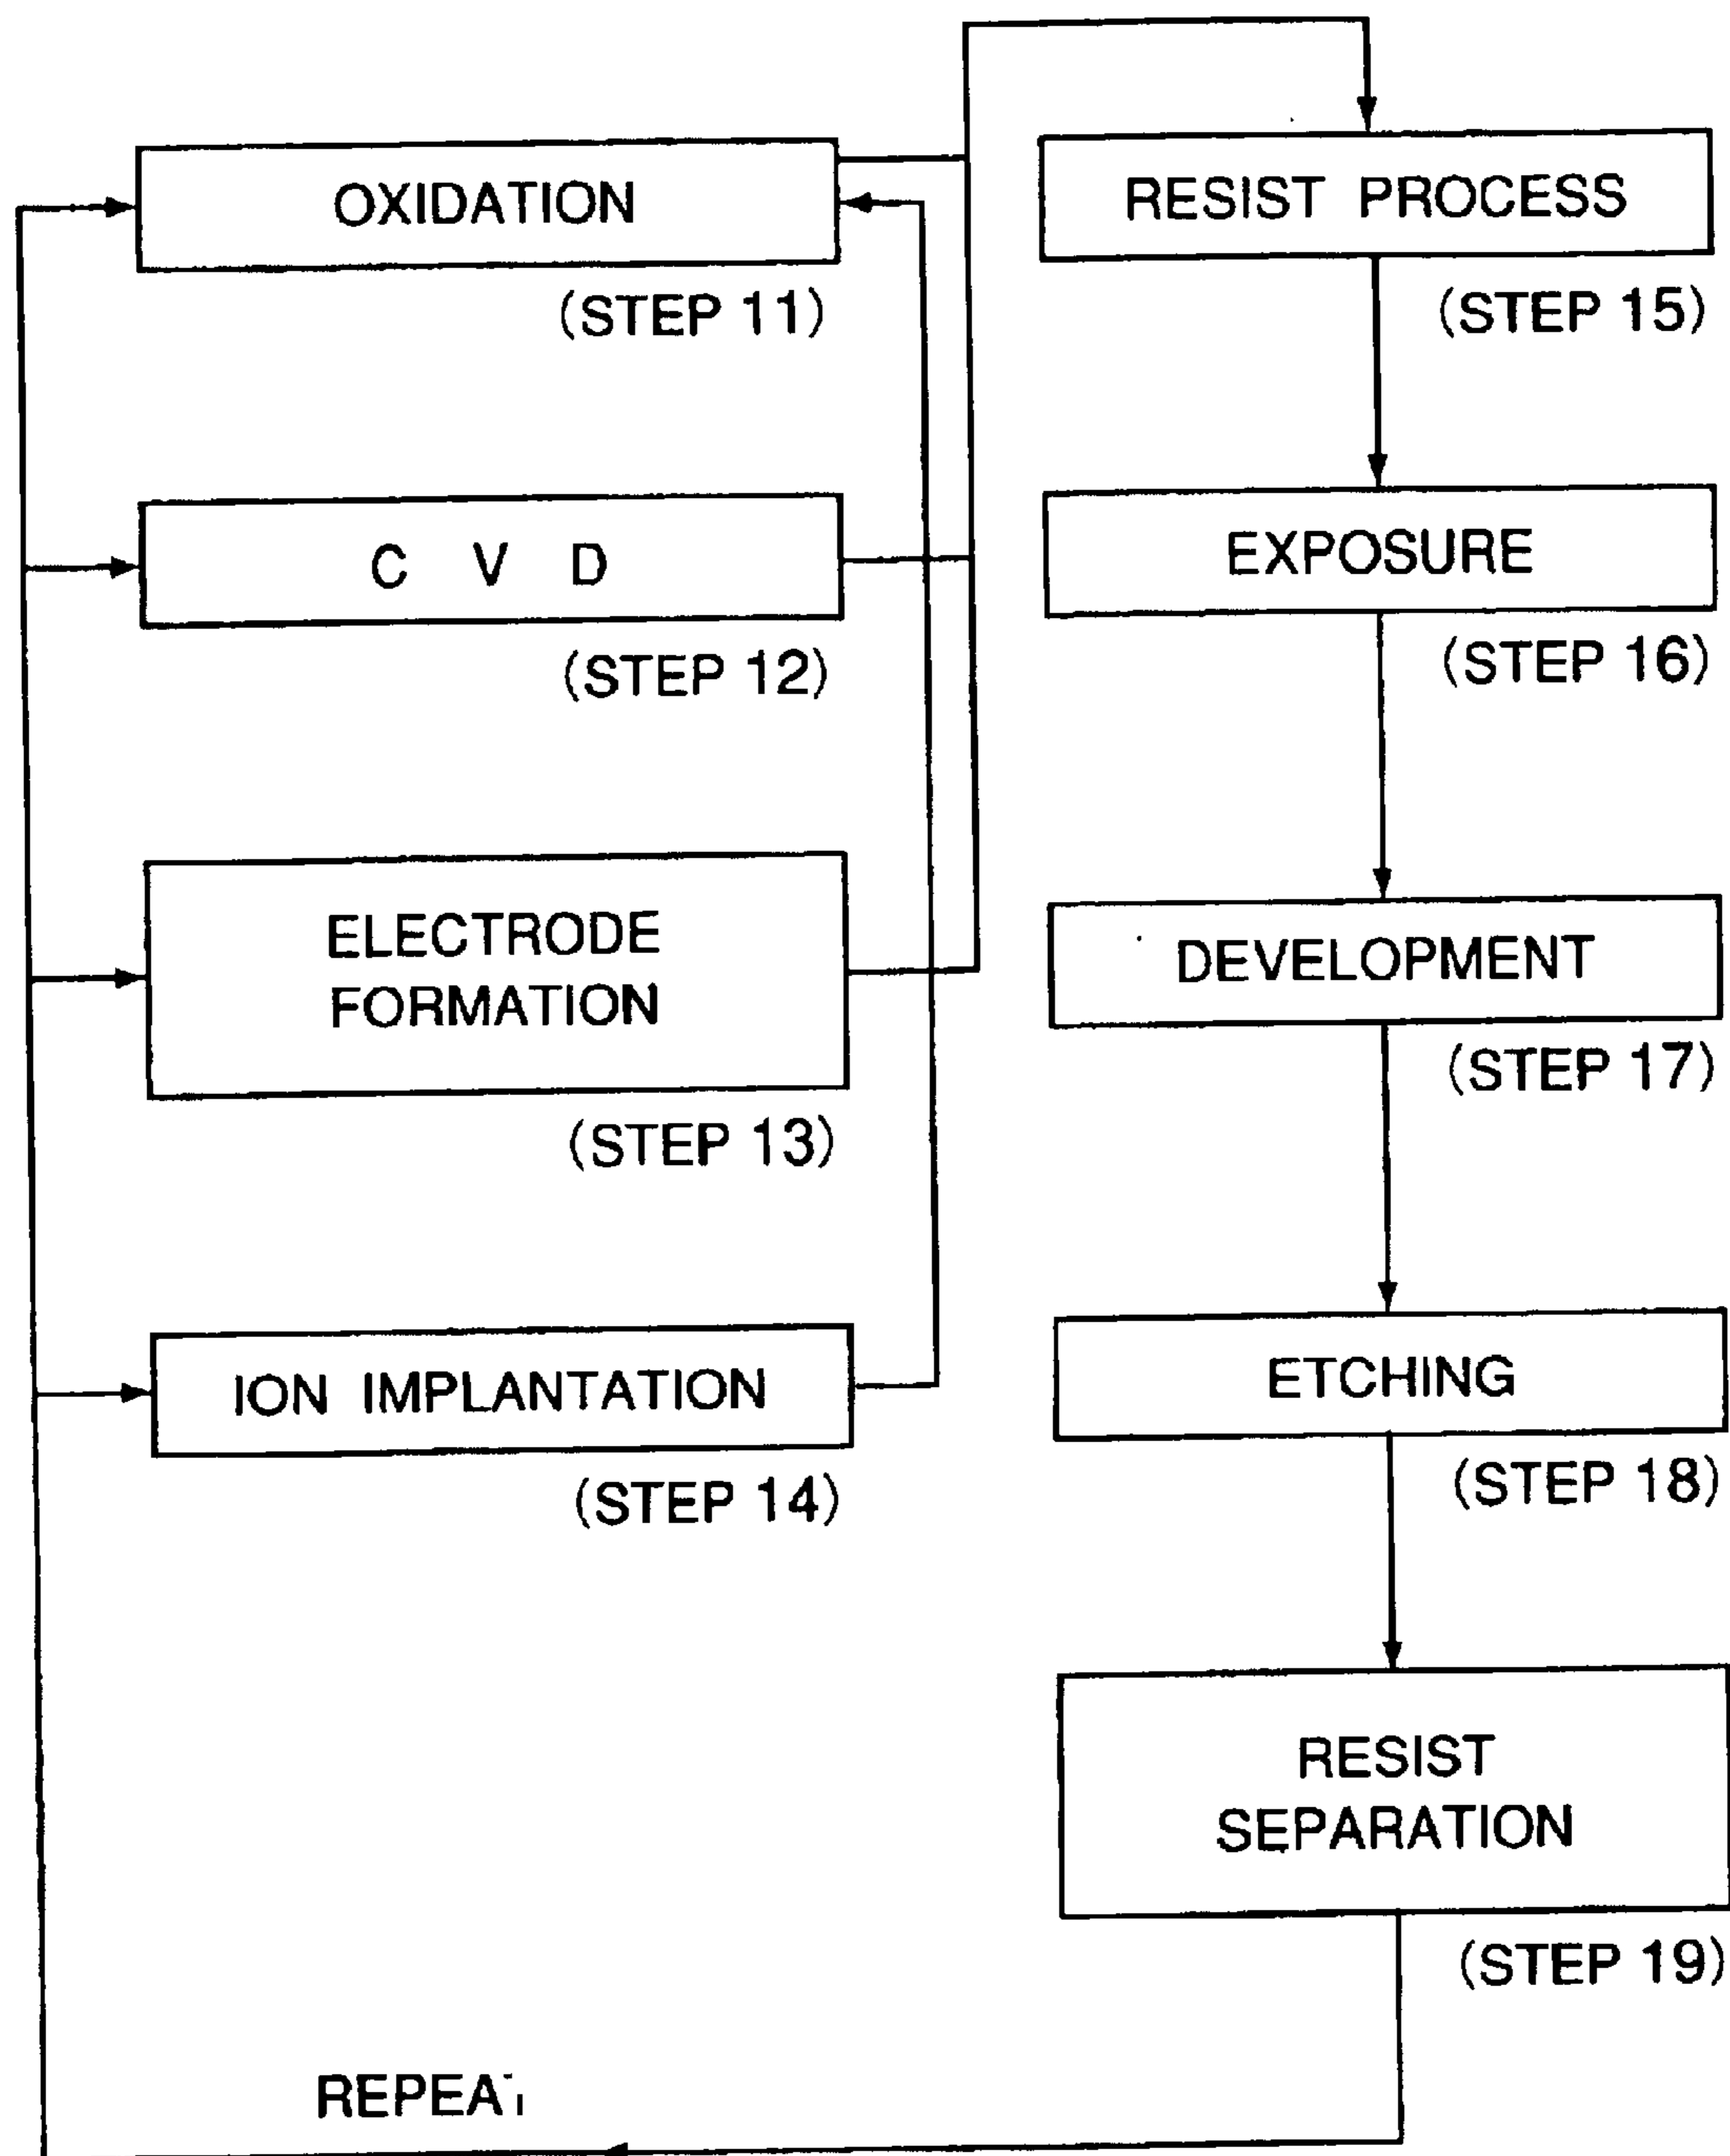 OXIDATION
(STEP 11)
C V D
(STEP 12)
ELECTRODE
FORMATION
(STEP 13)
ION IMPLANTATION
(STEP 14)
RESIST PROCESS
(STEP 15)
EXPOSURE
(STEP 16)
DEVELOPMENT
(STEP 17)
ETCHING
(STEP 18)
RESIST
SEPARATION
(STEP 19)
REPEAT